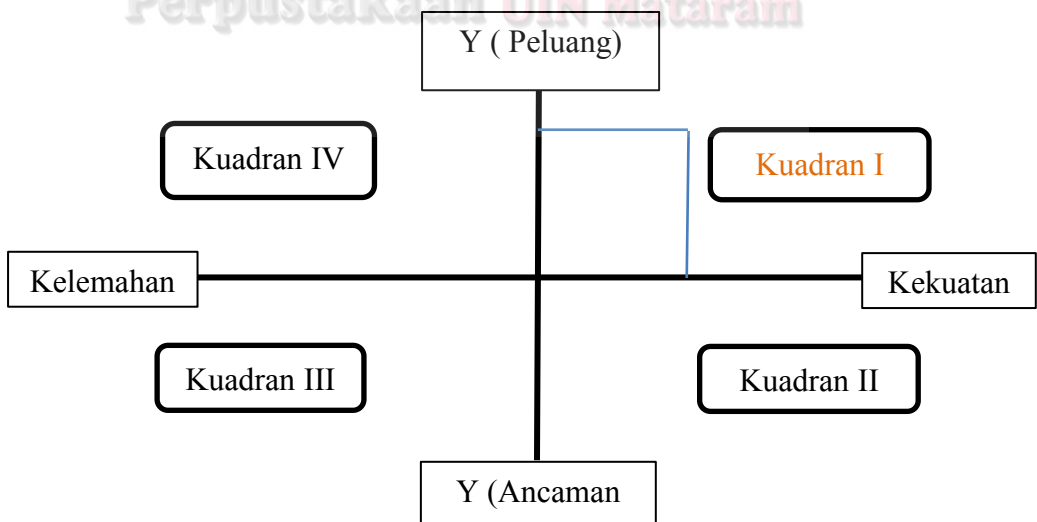 Perpustakaan UIN Mataram
Y ( Peluang)
Kuadran IV
Kuadran I
Kelemahan
Kekuatan
Kuadran III
Kuadran II
Y (Ancaman